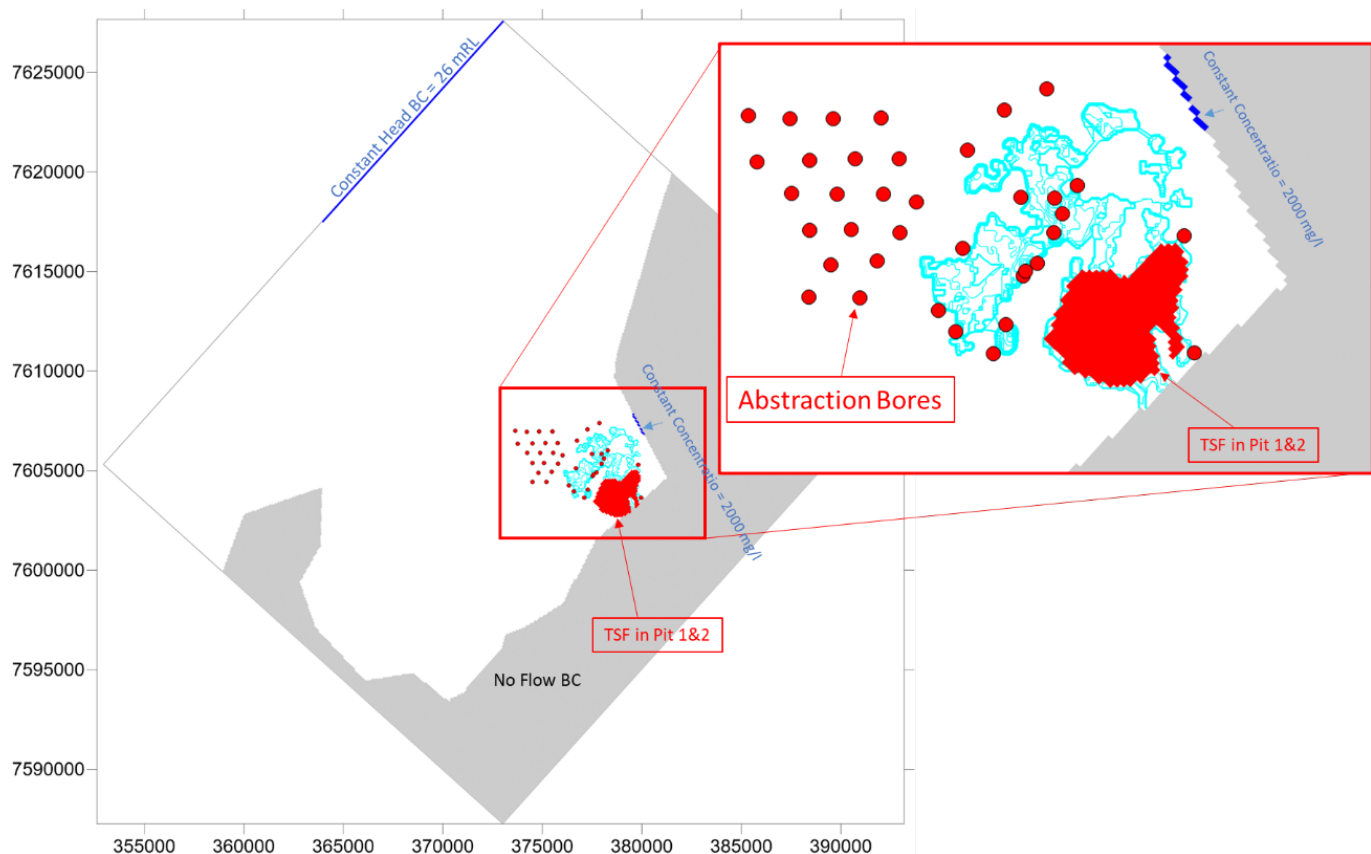 7625000
7620000
7615000
7610000
7605000
7600000
7595000
7590000
355000
360000
365000
370000
375000
380000
385000
390000
Constant Head BC = 26 mRL
Constant Concentratio = 2000 mg/l
TSF in Pit 1&2
No Flow BC
Constant Concentratio = 2000 mg/l
Abstraction Bores
TSF in Pit 1&2